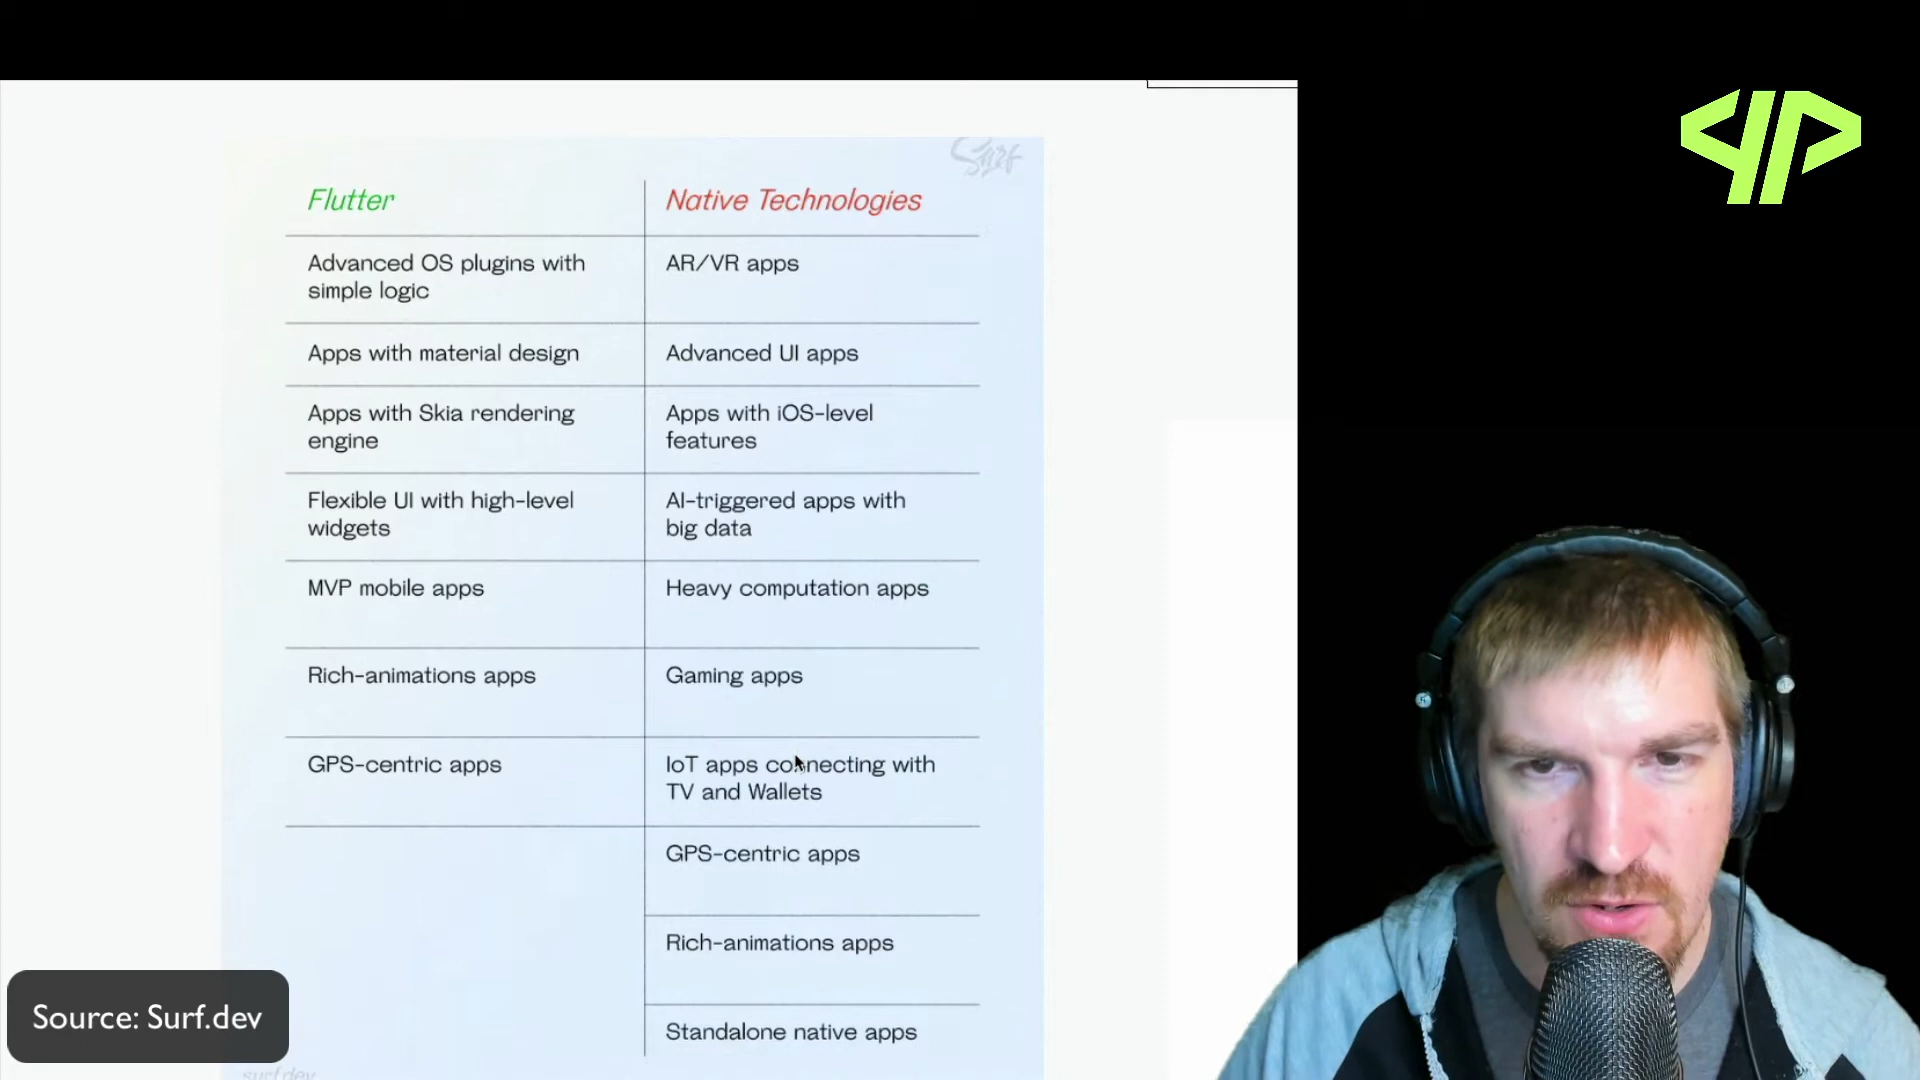 Surf
Flutter
Native Technologies
Advanced OS plugins with
simple logic
AR/VR apps
Apps with material design
Advanced UI apps
Apps with Skia rendering
engine
Apps with iOS-level
features
Flexible UI with high-level
widgets
AI-triggered apps with
big data
MVP mobile apps
Heavy computation apps
Rich-animations apps
Gaming apps
GPS-centric apps
IoT apps connecting with
TV and Wallets
GPS-centric apps
Rich-animations apps
Standalone native apps
Source: Surf.dev
surf.dev